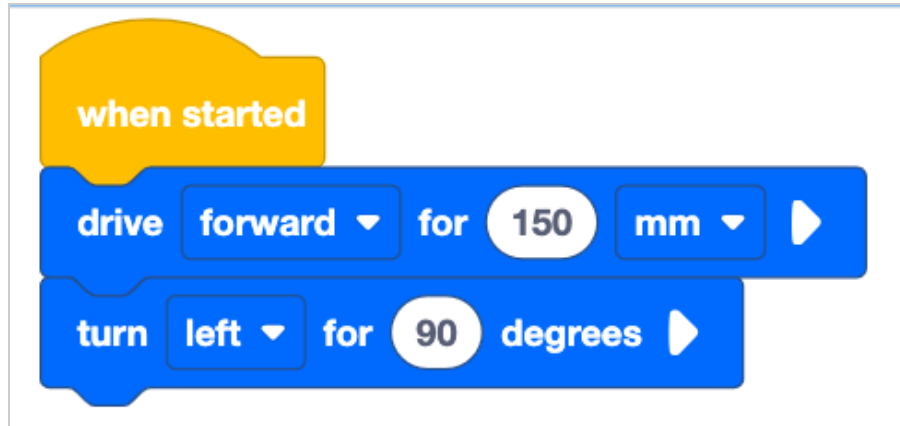 when started
drive forward for 150 mm
turn left for 90 degrees